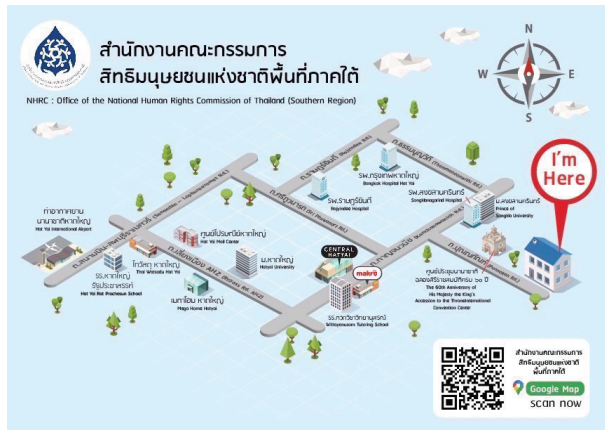 สำนักงานคณะกรรมการ
สิทธิมนุษยชนแห่งชาติพื้นที่ภาคใต้
NHRC : Office of the National Human Rights Commission of Thailand (Southern Region)
N
W
E
S
I'm
Here
รพ.กรุงเทพหาดใหญ่
Bangkok Hospital Hat Yai
รพ.ราษฎร์ยินดี
Rajyindee Hospital
รพ.สงขลานครินทร์
Songklanagarind Hospital
ม.สงขลานครินทร์
Prince of
Songkla University
ท่าอากาศยาน
นานาชาติหาดใหญ่
Hat Yai International Airport
ศูนย์ไปรษณีย์หาดใหญ่
Hat Yai Mail Center
ไทวัสดุ หาดใหญ่
Thai Watsadu Hat Yai
รร.หาดใหญ่
รัฐประชาสรรค์
Hat Yai Rat Prachasan School
ม.หาดใหญ่
Hatyai University
เมกาโฮม หาดใหญ่
Mega Home Hatyai
CENTRAL
HATYAI
makro
รร.กวดวิชาวิทยานุสรณ์
Wittayanusorn Tutoring School
ศูนย์ประชุมนานาชาติ
ฉลองสิริราชสมบัติครบ ๖๐ ปี
The 60th Anniversary of
His Majesty the King's
Accession to the Throne International
Convention Center
สำนักงานคณะกรรมการ
สิทธิมนุษยชนแห่งชาติ
พื้นที่ภาคใต้
Google Map
scan now